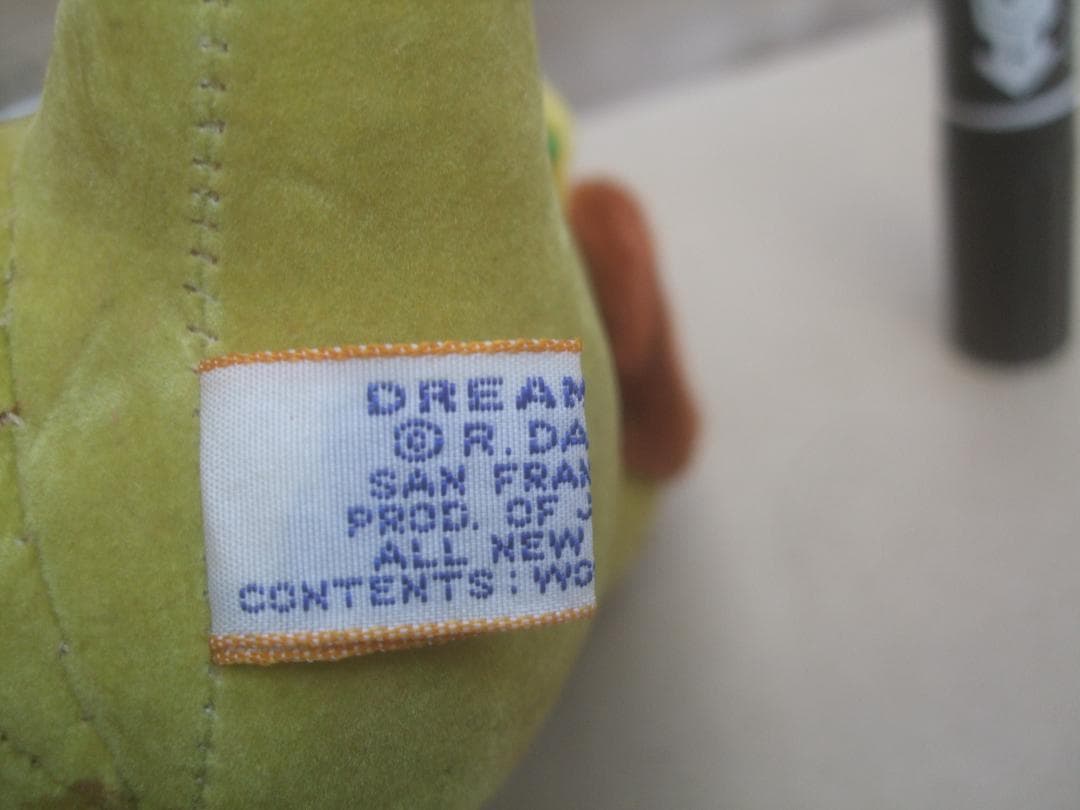 DREAM
© R. DA
SAN FRAN
PROD. OF J
ALL NEW
CONTENTS: WO